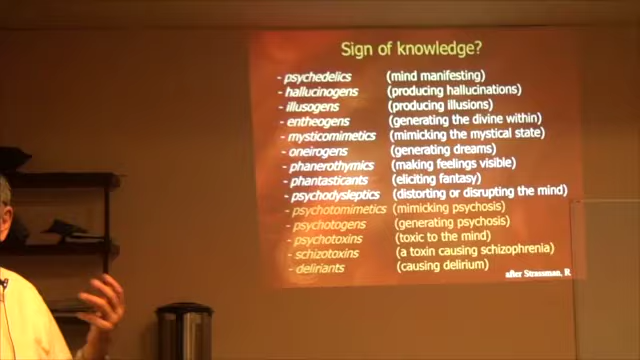 Sign of knowledge?
- psychedelics (mind manifesting)
- hallucinogens (producing hallucinations)
- illusogens (producing illusions)
- entheogens (generating the divine within)
- mysticomimetics (mimicking the mystical state)
- oneirogens (generating dreams)
- phanerothymics (making feelings visible)
- phantasticants (eliciting fantasy)
- psychodysleptics (distorting or disrupting the mind)
- psychotomimetics (mimicking psychosis)
- psychotogens (generating psychosis)
- psychotoxins (toxic to the mind)
- schizotoxins (a toxin causing schizophrenia)
- deliriants (causing delirium)
after Strassman, R